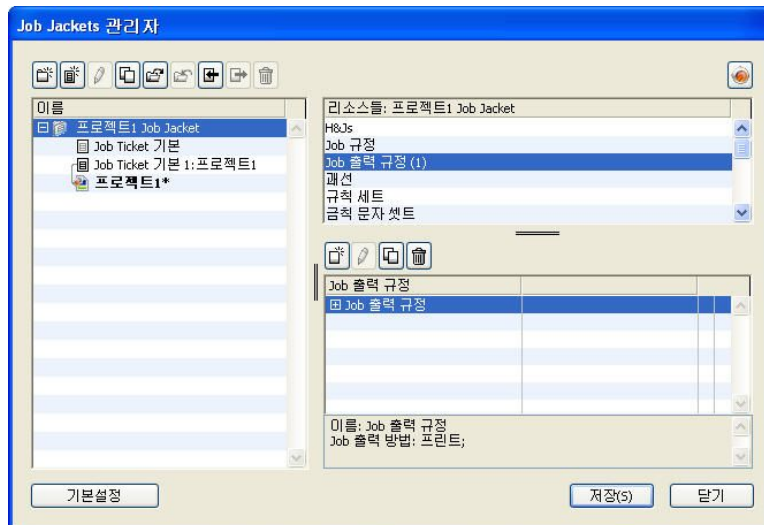 Job Jackets 관리자
이름
프로젝트1 Job Jacket
Job Ticket 기본
Job Ticket 기본 1:프로젝트1
프로젝트1*
리소스들: 프로젝트1 Job Jacket
H&Js
Job 규정
Job 출력 규정 (1)
괘선
규칙 세트
금칙 문자 셋트
Job 출력 규정
Job 출력 규정
이름: Job 출력 규정
Job 출력 방법: 프린트;
기본설정
저장(S)
닫기